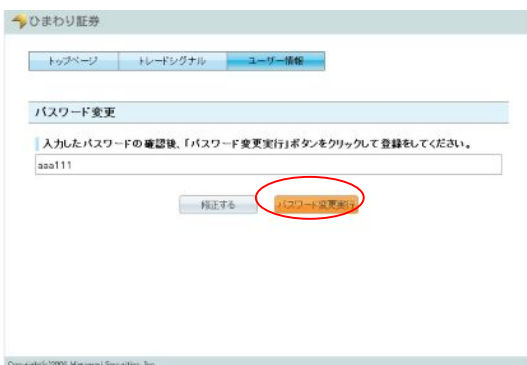 ひまわり証券
トップページ トレードシグナル ユーザー情報
パスワード変更
入力したパスワードの確認後、「パスワード変更実行」ボタンをクリックして登録をしてください。
aaa111
修正する パスワード変更実行